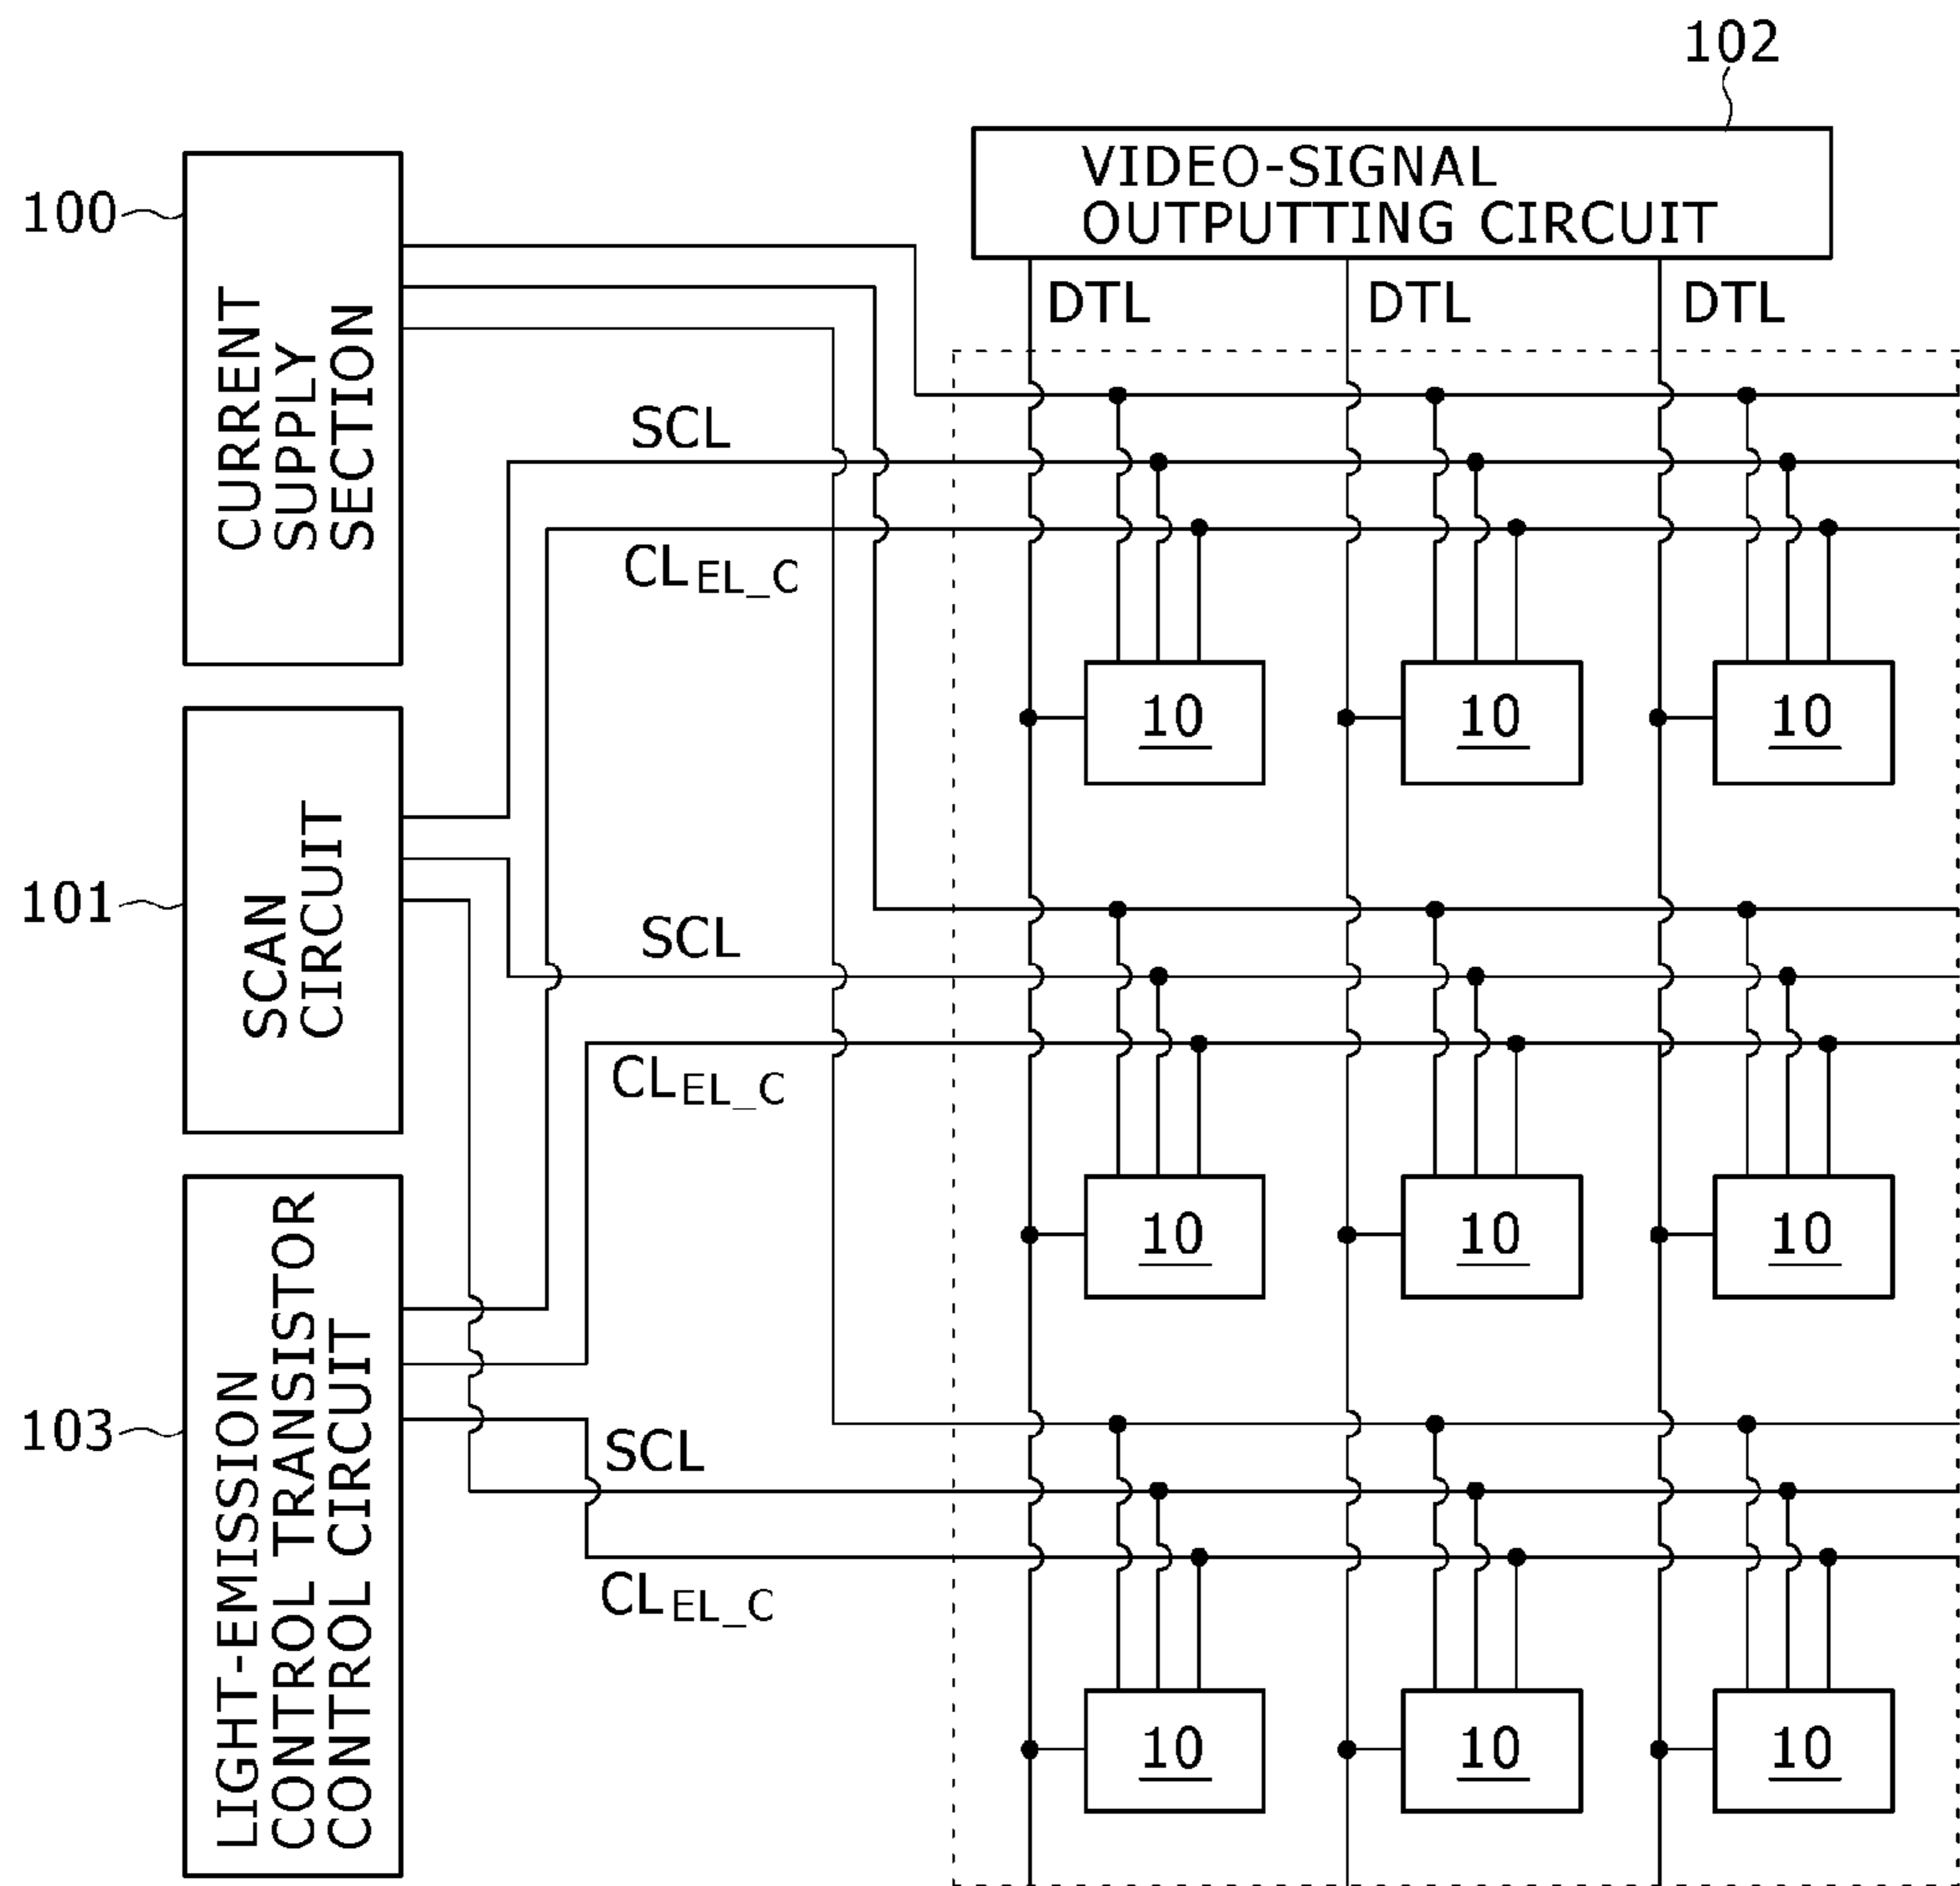 102
VIDEO-SIGNAL
OUTPUTTING CIRCUIT
100
CURRENT
SUPPLY
SECTION
DTL
DTL
DTL
SCL
CLEL_C
10
10
10
101
SCAN
CIRCUIT
SCL
CLEL_C
10
10
10
103
LIGHT-EMISSION
CONTROL TRANSISTOR
CONTROL CIRCUIT
SCL
CLEL_C
10
10
10